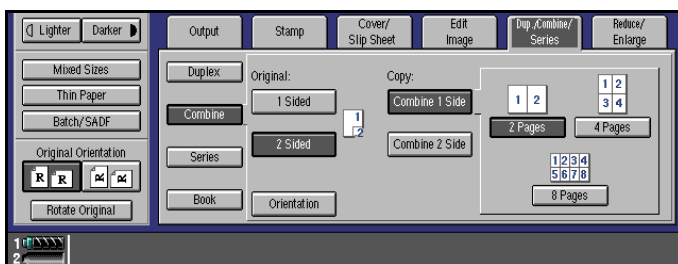 Lighter Darker
Mixed Sizes
Thin Paper
Batch/SADF
Original Orientation
R R R R
Rotate Original
Output
Stamp
Cover/
Slip Sheet
Edit
Image
Dup./Combine/
Series
Reduce/
Enlarge
Duplex
Combine
Series
Book
Original:
1 Sided
2 Sided
Orientation
1
2
Copy:
Combine 1 Side
Combine 2 Side
1 2
2 Pages
1 2
3 4
4 Pages
1 2 3 4
5 6 7 8
8 Pages
1
2